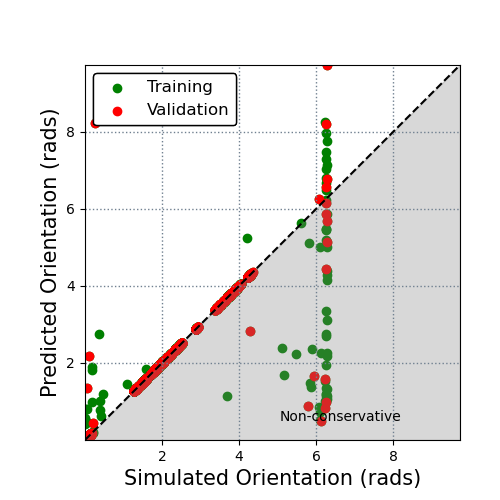 Training
Validation
Predicted Orientation (rads)
8
6
4
2
Non-conservative
2 4 6 8
Simulated Orientation (rads)